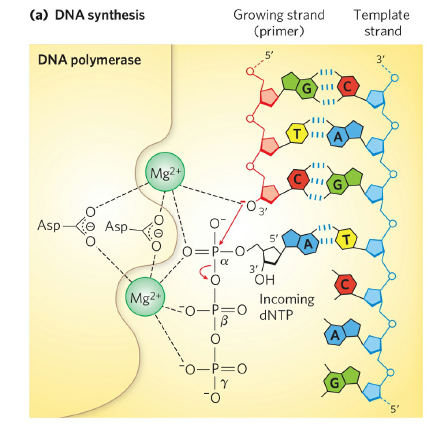 (a) DNA synthesis
Growing strand
(primer)
Template
strand
DNA polymerase
5′
3′
G
C
T
A
Mg2+
C
G
⁻O 3′
Asp
O
⊖
O
Asp
O
⊖
O
O⁻
O=P—O
α
5′
A
T
3′
OH
O
C
Mg2+
Incoming
dNTP
⁻O—P=O
β
O
A
⁻O—P=O
γ
⁻O
G
5′